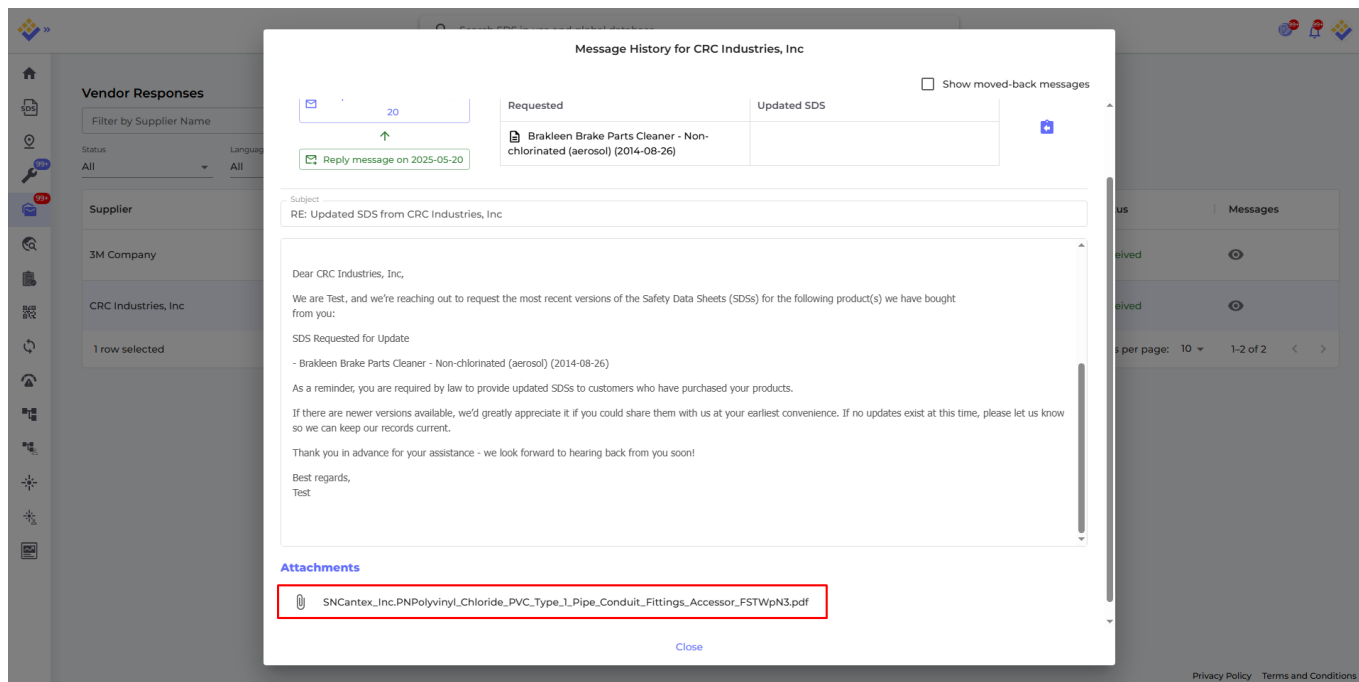 Message History for CRC Industries, Inc
Show moved-back messages
Vendor Responses
Filter by Supplier Name
Status
All
All
Supplier
3M Company
CRC Industries, Inc
1 row selected
Messages
10
1–2 of 2
20
Reply message on 2025-05-20
Requested
Updated SDS
Brakleen Brake Parts Cleaner - Non-
chlorinated (aerosol) (2014-08-26)
Subject
RE: Updated SDS from CRC Industries, Inc
Dear CRC Industries, Inc,
We are Test, and we're reaching out to request the most recent versions of the Safety Data Sheets (SDSs) for the following product(s) we have bought
from you:
SDS Requested for Update
- Brakleen Brake Parts Cleaner - Non-chlorinated (aerosol) (2014-08-26)
As a reminder, you are required by law to provide updated SDSs to customers who have purchased your products.
If there are newer versions available, we'd greatly appreciate it if you could share them with us at your earliest convenience. If no updates exist at this time, please let us know
so we can keep our records current.
Thank you in advance for your assistance - we look forward to hearing back from you soon!
Best regards,
Test
Attachments
SNCantex_Inc.PNPolyvinyl_Chloride_PVC_Type_1_Pipe_Conduit_Fittings_Accessor_FSTWpN3.pdf
Close
SDS
99+
99+
99+
99+
Privacy Policy Terms and Conditions